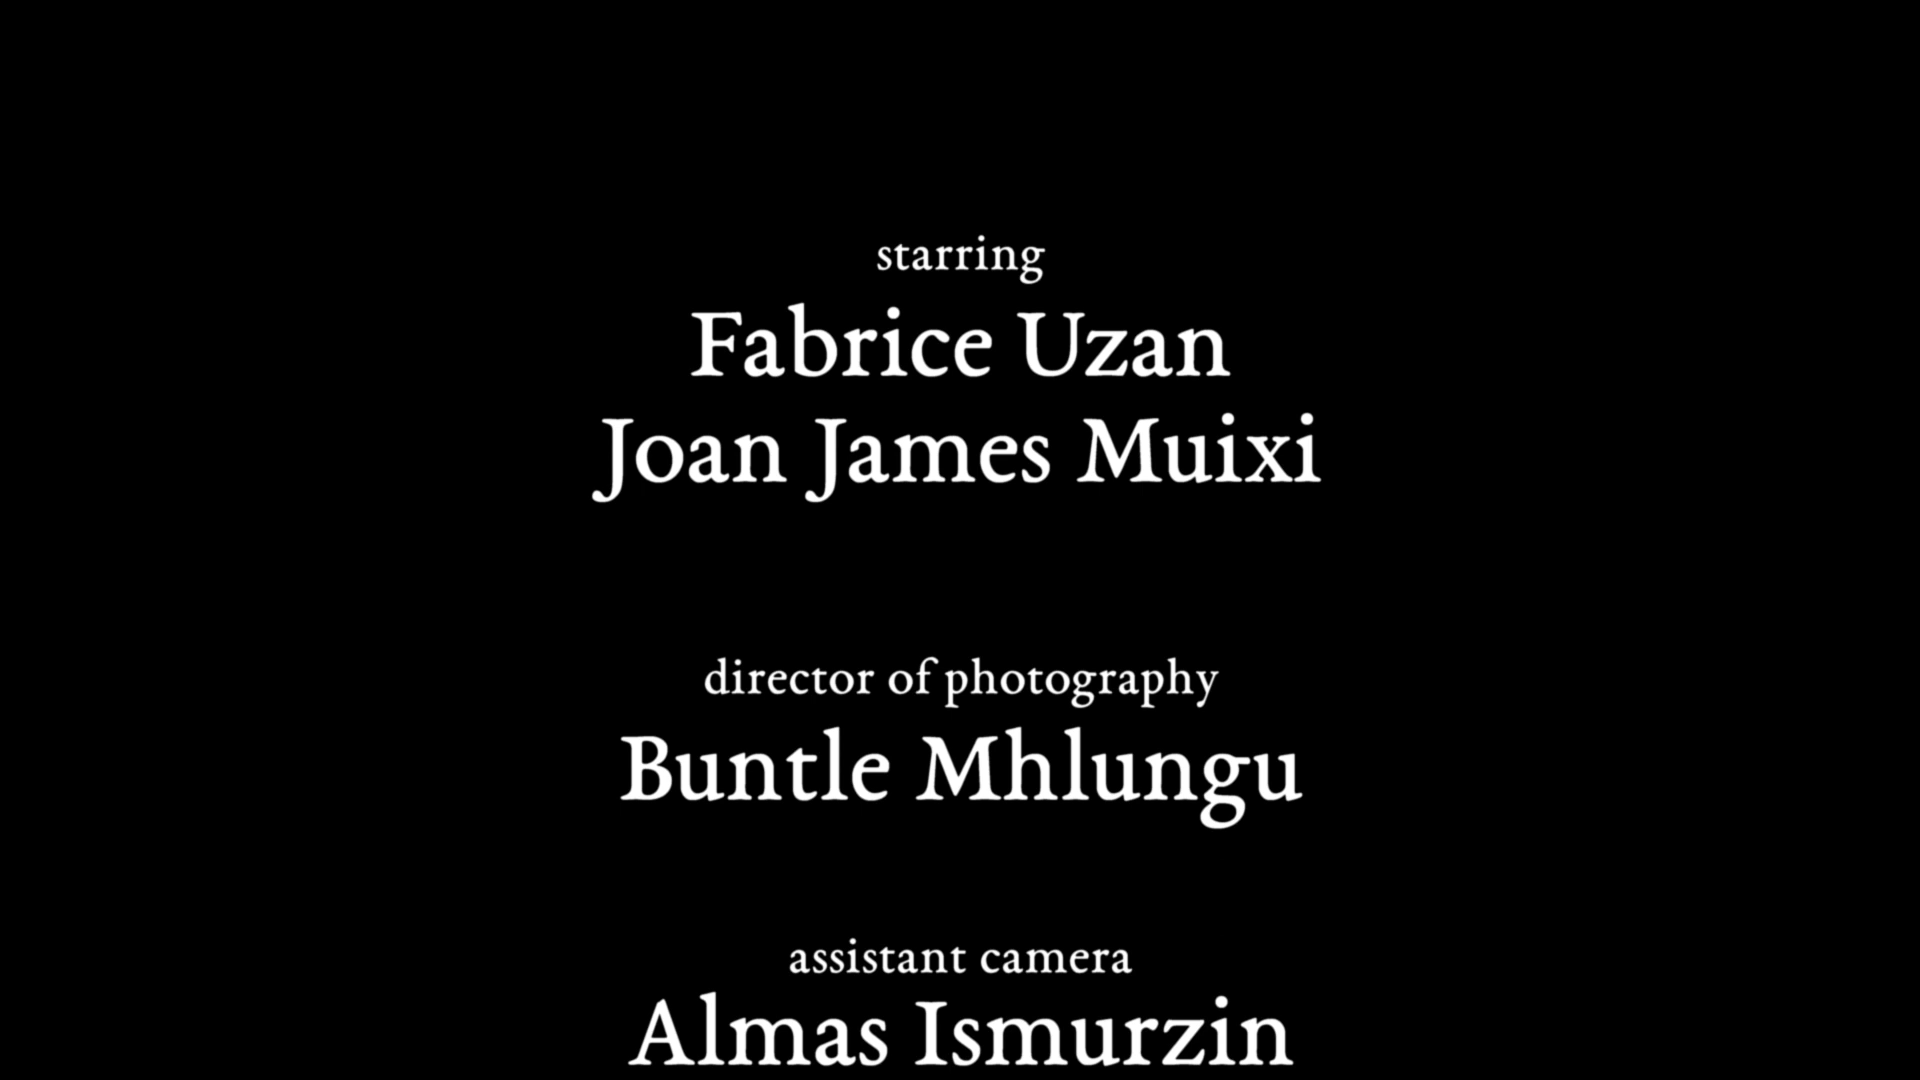 starring
Fabrice Uzan
Joan James Muixi
director of photography
Buntle Mhlungu
assistant camera
Almas Ismurzin